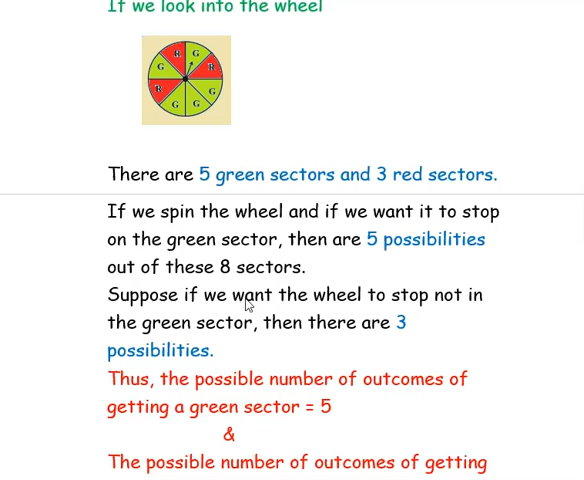 If we look into the wheel
R G
G R
R G
G G
There are 5 green sectors and 3 red sectors.
If we spin the wheel and if we want it to stop
on the green sector, then are 5 possibilities
out of these 8 sectors.
Suppose if we want the wheel to stop not in
the green sector, then there are 3
possibilities.
Thus, the possible number of outcomes of
getting a green sector = 5
&
The possible number of outcomes of getting